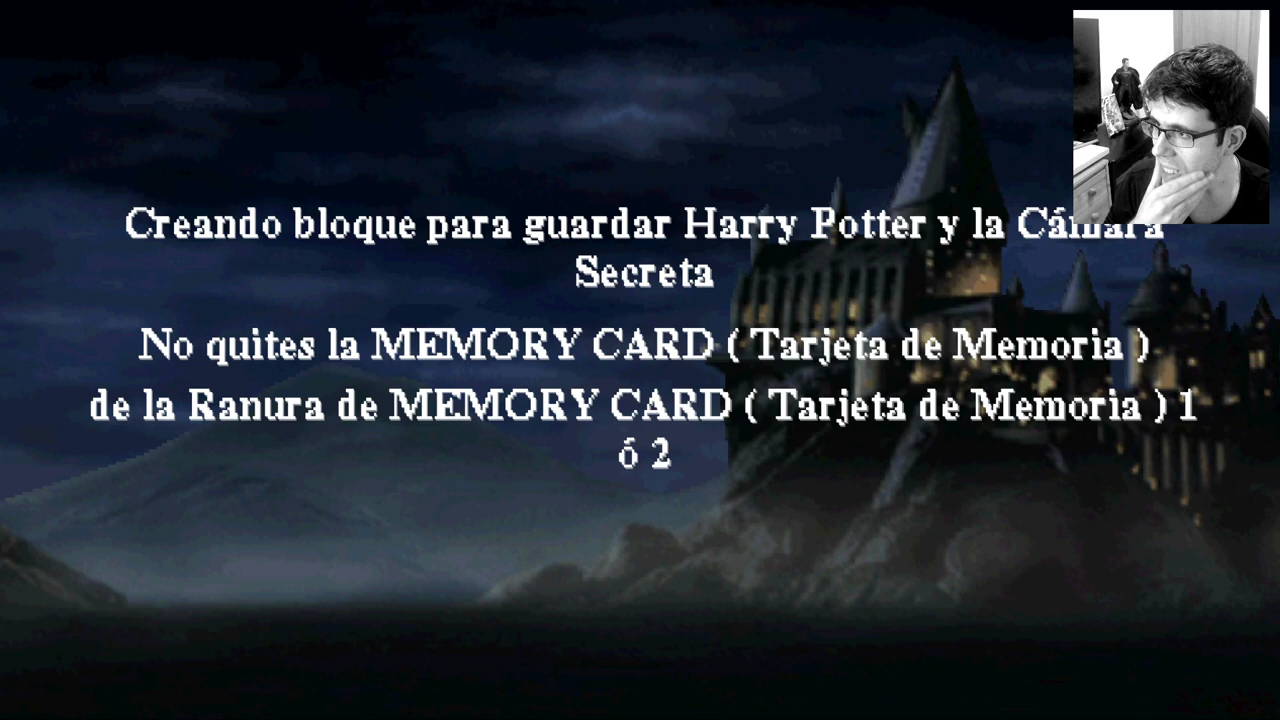 Creando bloque para guardar Harry Potter y la Cámara
Secreta
No quites la MEMORY CARD ( Tarjeta de Memoria )
de la Ranura de MEMORY CARD ( Tarjeta de Memoria ) 1
ó 2